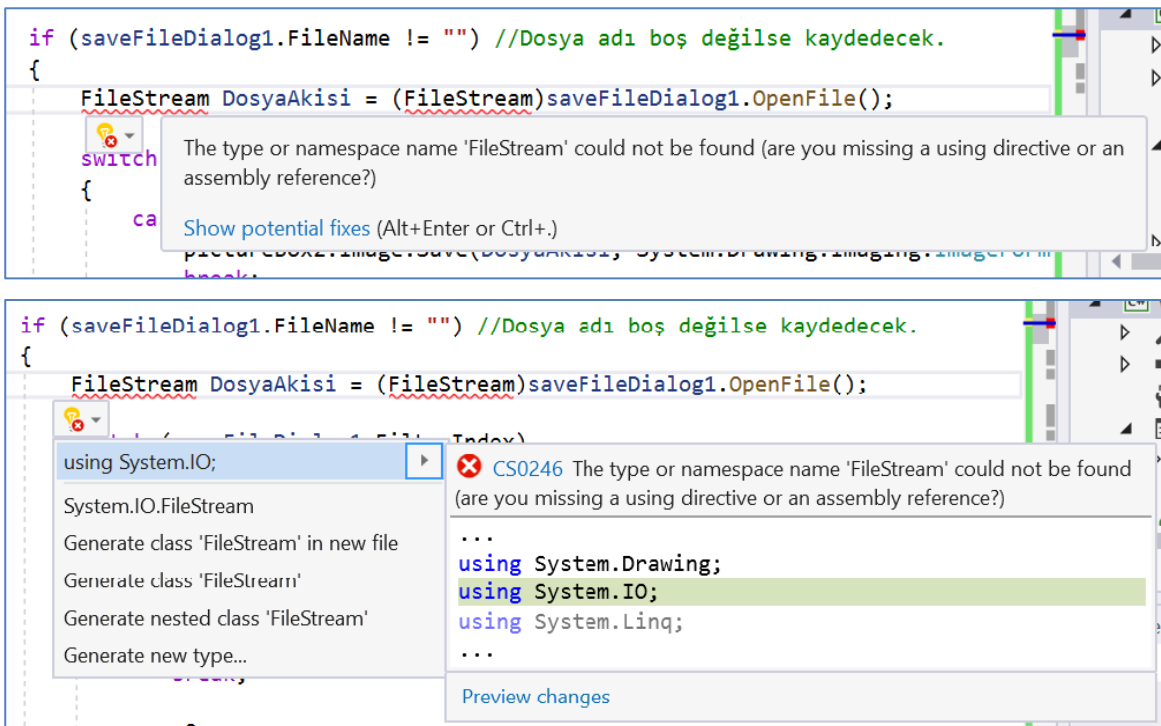 if (saveFileDialog1.FileName != "") //Dosya adı boş değilse kaydedecek.
{
FileStream DosyaAkisi = (FileStream)saveFileDialog1.OpenFile();
switch
The type or namespace name 'FileStream' could not be found (are you missing a using directive or an
assembly reference?)
{
ca
Show potential fixes (Alt+Enter or Ctrl+.)
if (saveFileDialog1.FileName != "") //Dosya adı boş değilse kaydedecek.
{
FileStream DosyaAkisi = (FileStream)saveFileDialog1.OpenFile();
using System.IO;
System.IO.FileStream
Generate class 'FileStream' in new file
Generate class 'FileStream'
Generate nested class 'FileStream'
Generate new type...
CS0246 The type or namespace name 'FileStream' could not be found
(are you missing a using directive or an assembly reference?)
...
using System.Drawing;
using System.IO;
using System.Linq;
...
Preview changes